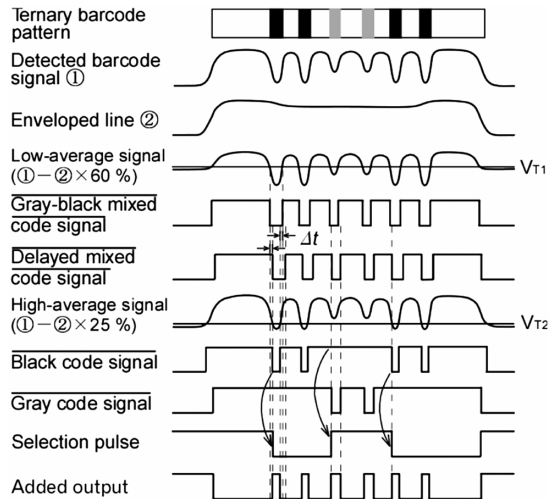 Ternary barcode
pattern
Detected barcode
signal ①
Enveloped line ②
Low-average signal
(①−②×60 %)
VT1
Gray-black mixed
code signal
Δt
Delayed mixed
code signal
High-average signal
(①−②×25 %)
VT2
Black code signal
Gray code signal
Selection pulse
Added output